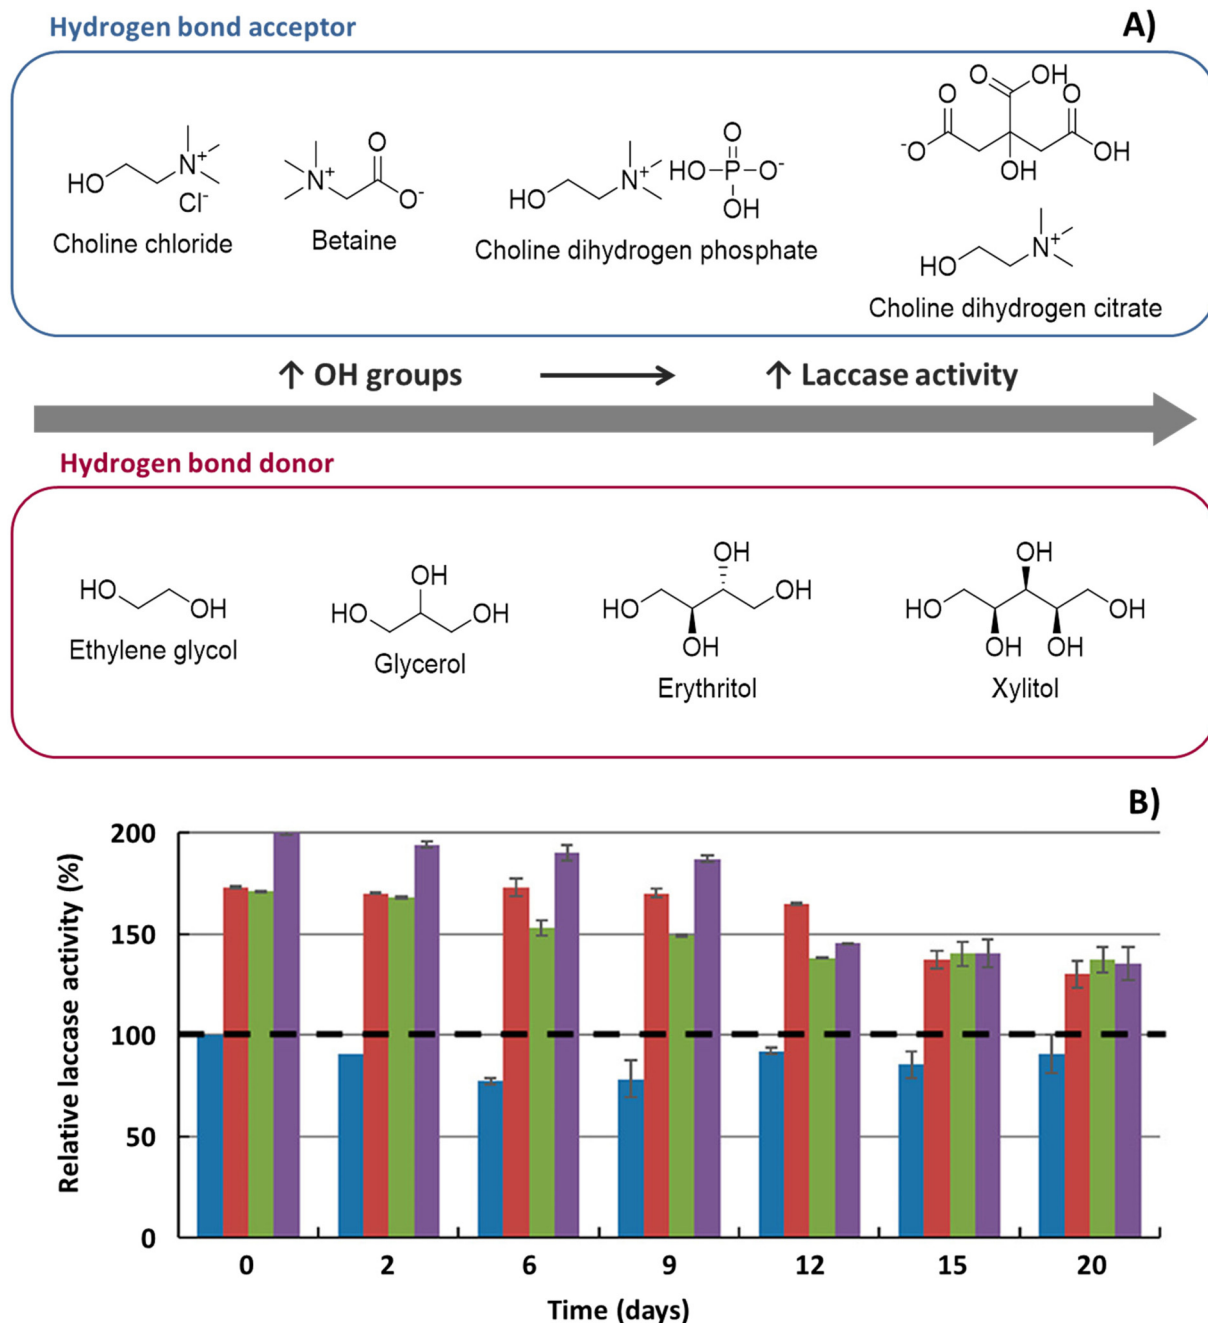 A)
Hydrogen bond acceptor
HO N+ Cl-
Choline chloride
N+ O O-
Betaine
HO N+ HO P O O- OH
Choline dihydrogen phosphate
O OH O O -O OH OH
HO N+
Choline dihydrogen citrate
↑ OH groups → ↑ Laccase activity
Hydrogen bond donor
HO OH
Ethylene glycol
OH HO OH
Glycerol
OH HO OH OH
Erythritol
OH HO OH OH OH
Xylitol
B)
Relative laccase activity (%)
200
150
100
50
0
0 2 6 9 12 15 20
Time (days)